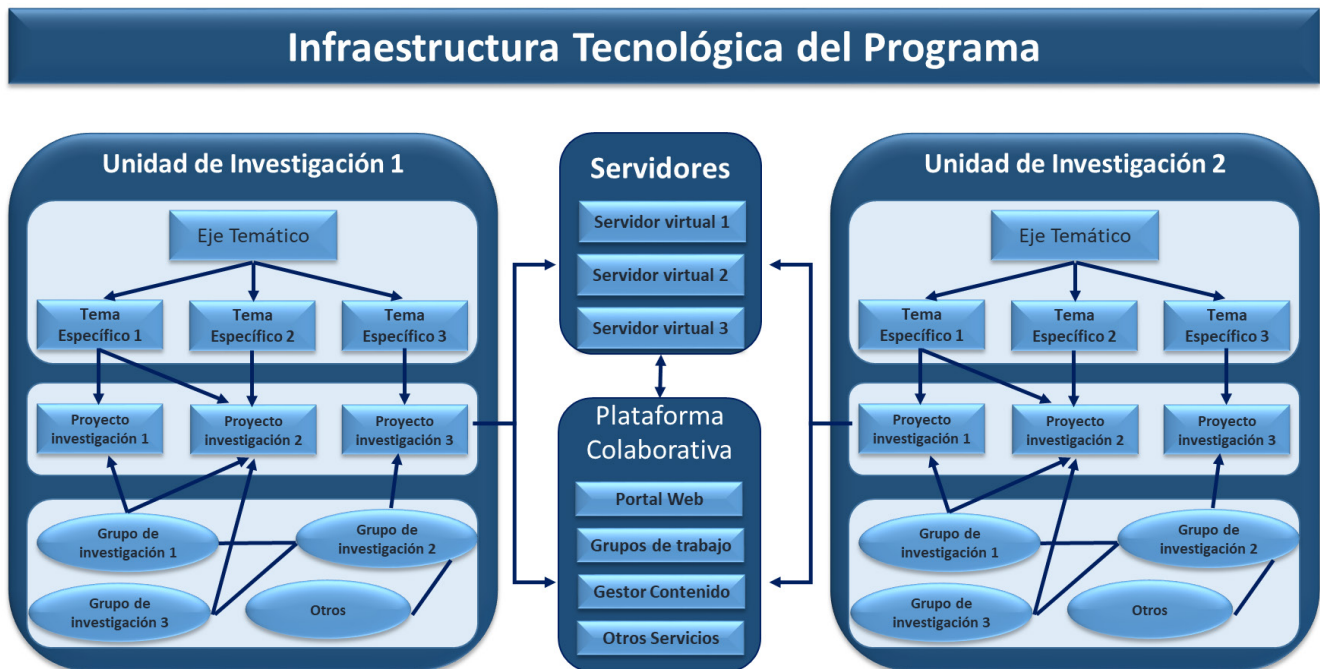 Infraestructura Tecnológica del Programa
Unidad de Investigación 1
Eje Temático
Tema
Específico 1
Tema
Específico 2
Tema
Específico 3
Proyecto
investigación 1
Proyecto
investigación 2
Proyecto
investigación 3
Grupo de
investigación 1
Grupo de
investigación 2
Grupo de
investigación 3
Otros
Servidores
Servidor virtual 1
Servidor virtual 2
Servidor virtual 3
Plataforma
Colaborativa
Portal Web
Grupos de trabajo
Gestor Contenido
Otros Servicios
Unidad de Investigación 2
Eje Temático
Tema
Específico 1
Tema
Específico 2
Tema
Específico 3
Proyecto
investigación 1
Proyecto
investigación 2
Proyecto
investigación 3
Grupo de
investigación 1
Grupo de
investigación 2
Grupo de
investigación 3
Otros